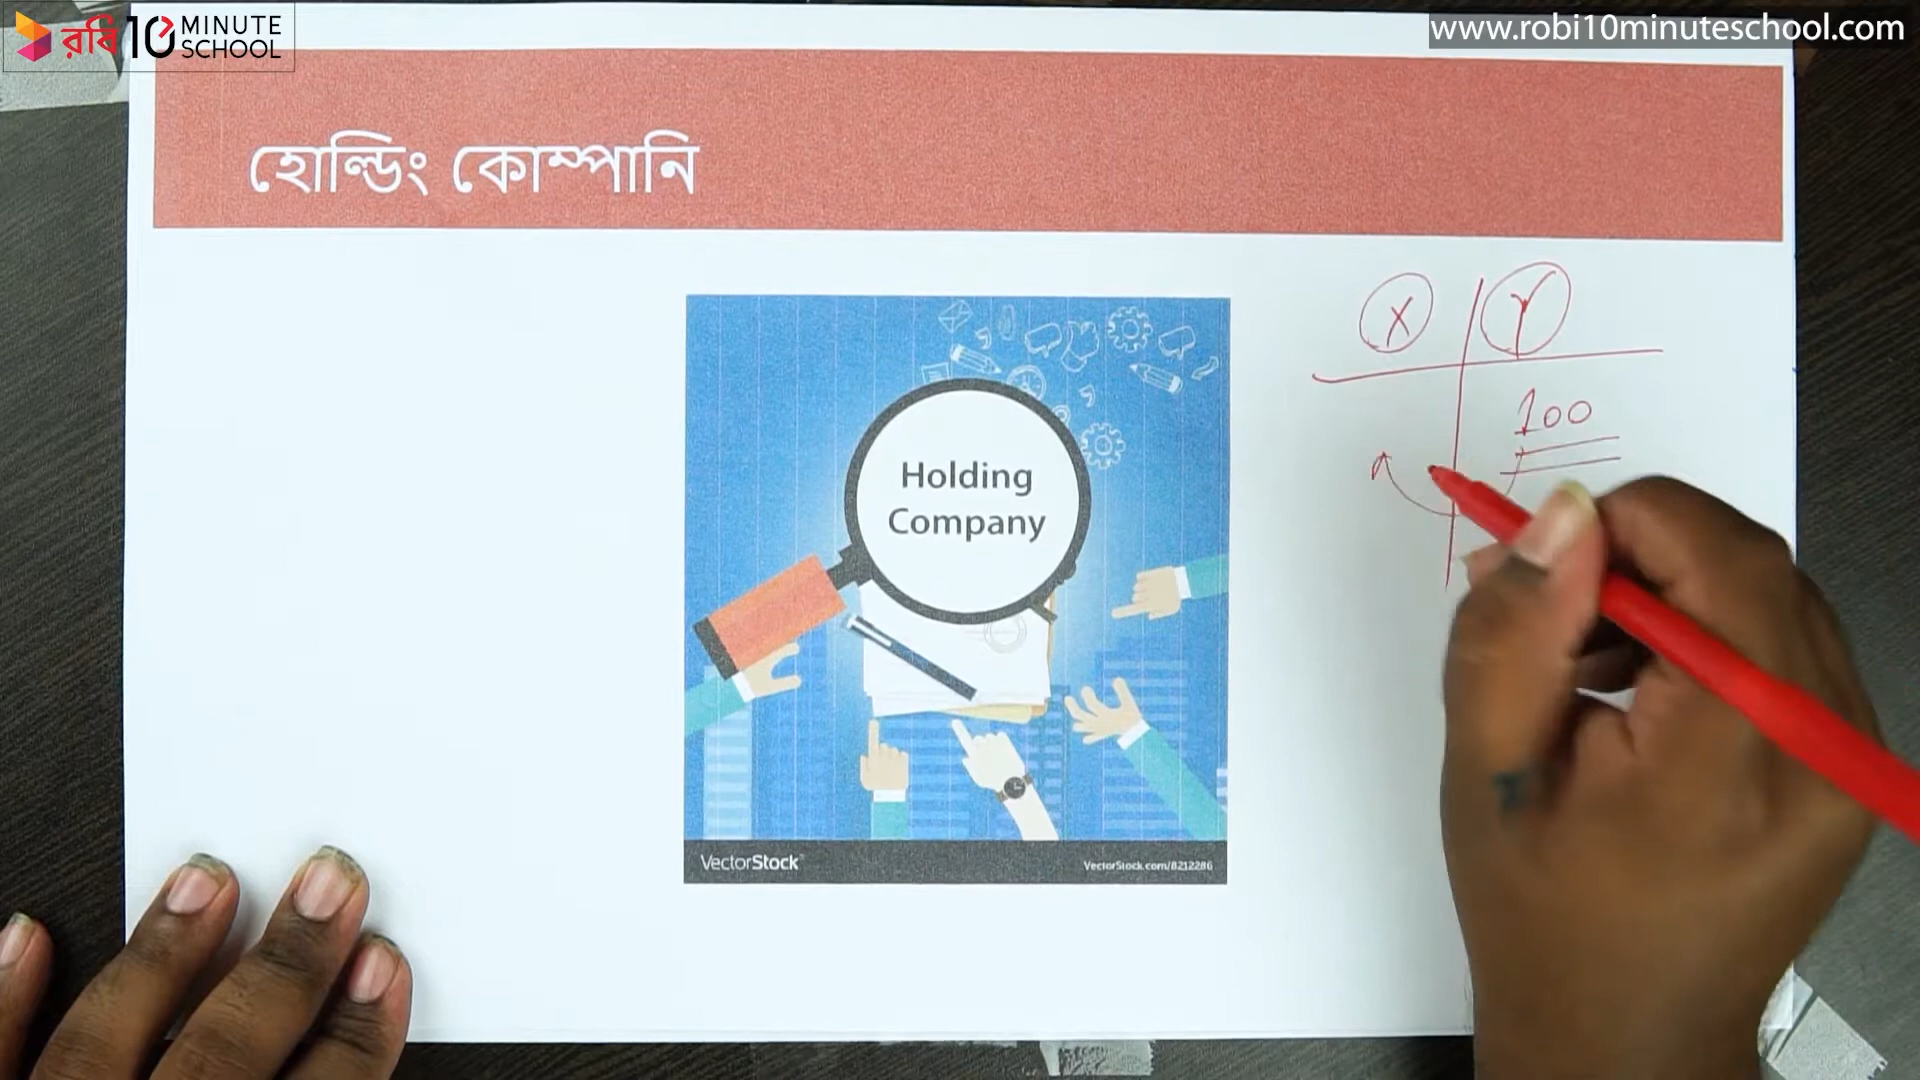 রবি 10 MINUTE SCHOOL
www.robi10minuteschool.com
হোল্ডিং কোম্পানি
X Y
100
Holding
Company
VectorStock
VectorStock.com/8212286